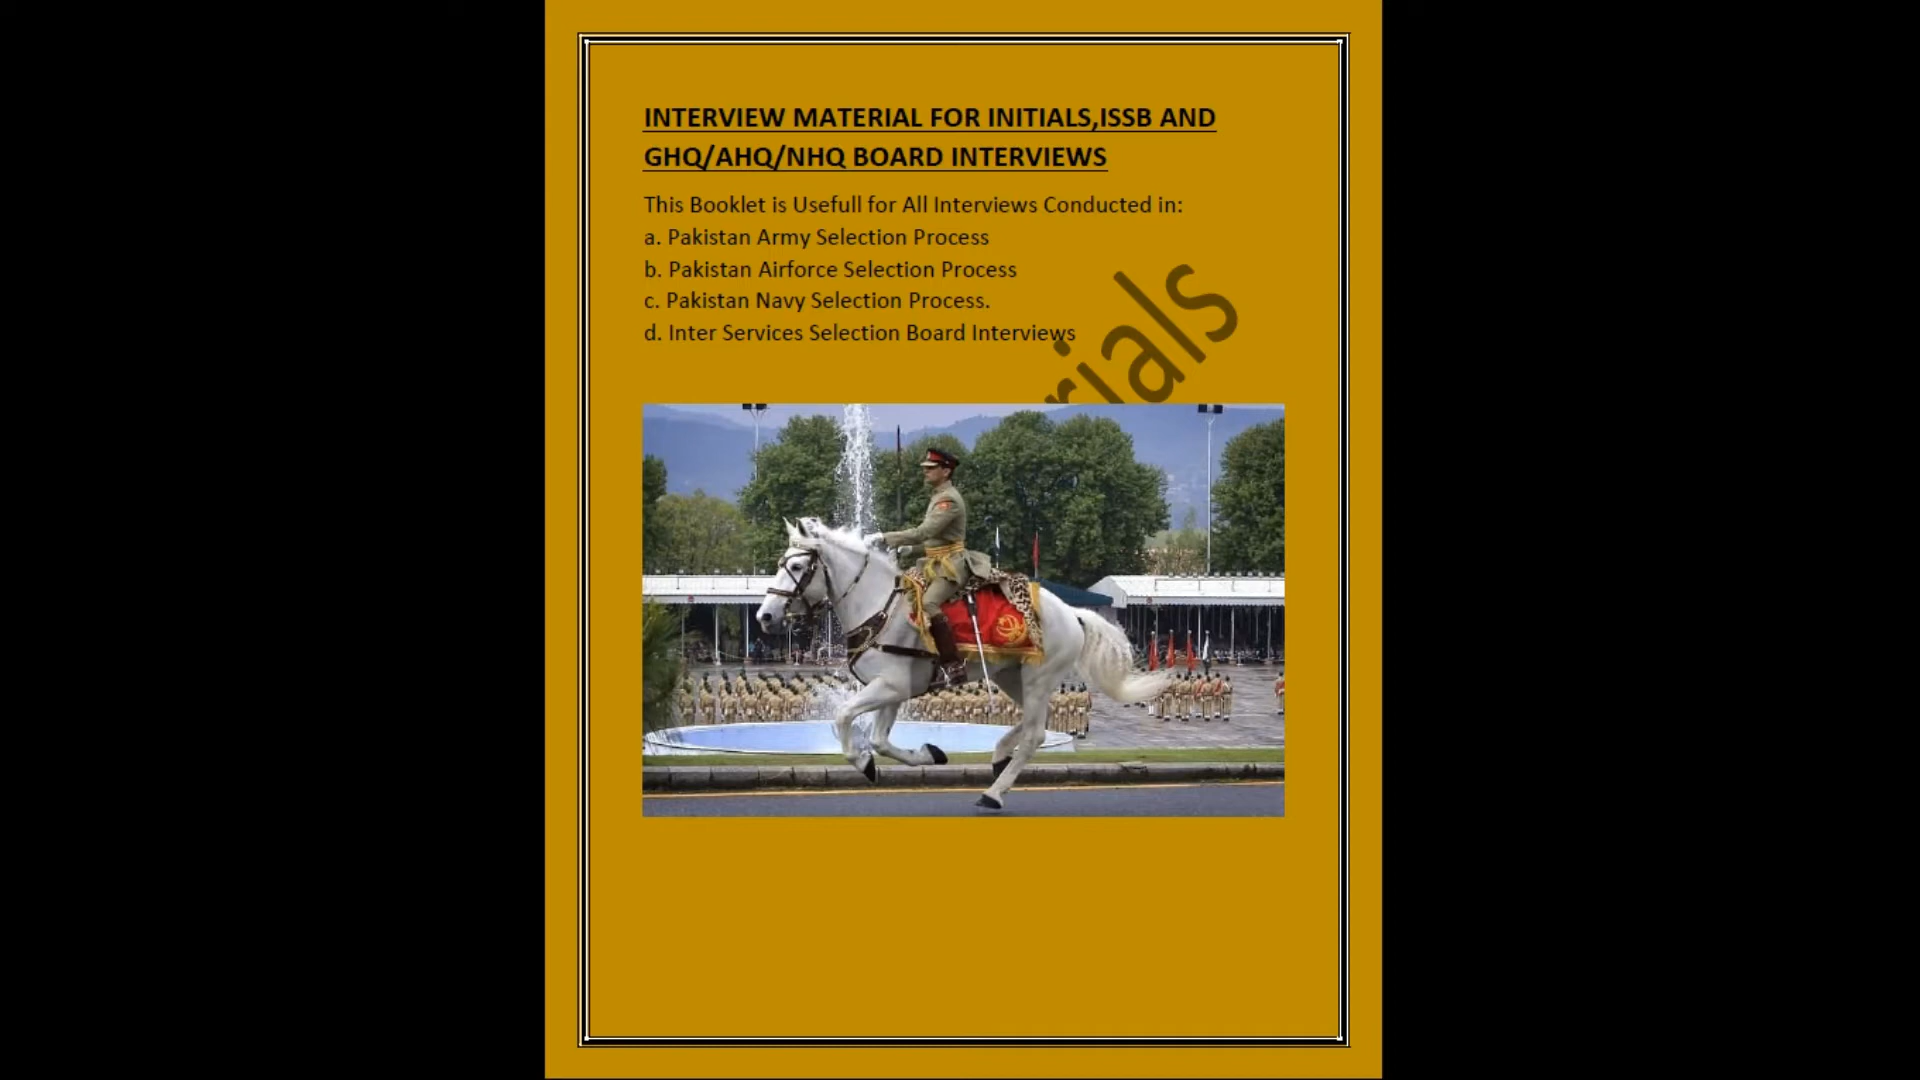 INTERVIEW MATERIAL FOR INITIALS,ISSB AND
GHQ/AHQ/NHQ BOARD INTERVIEWS
This Booklet is Usefull for All Interviews Conducted in:
a. Pakistan Army Selection Process
b. Pakistan Airforce Selection Process
c. Pakistan Navy Selection Process.
d. Inter Services Selection Board Interviews
rials